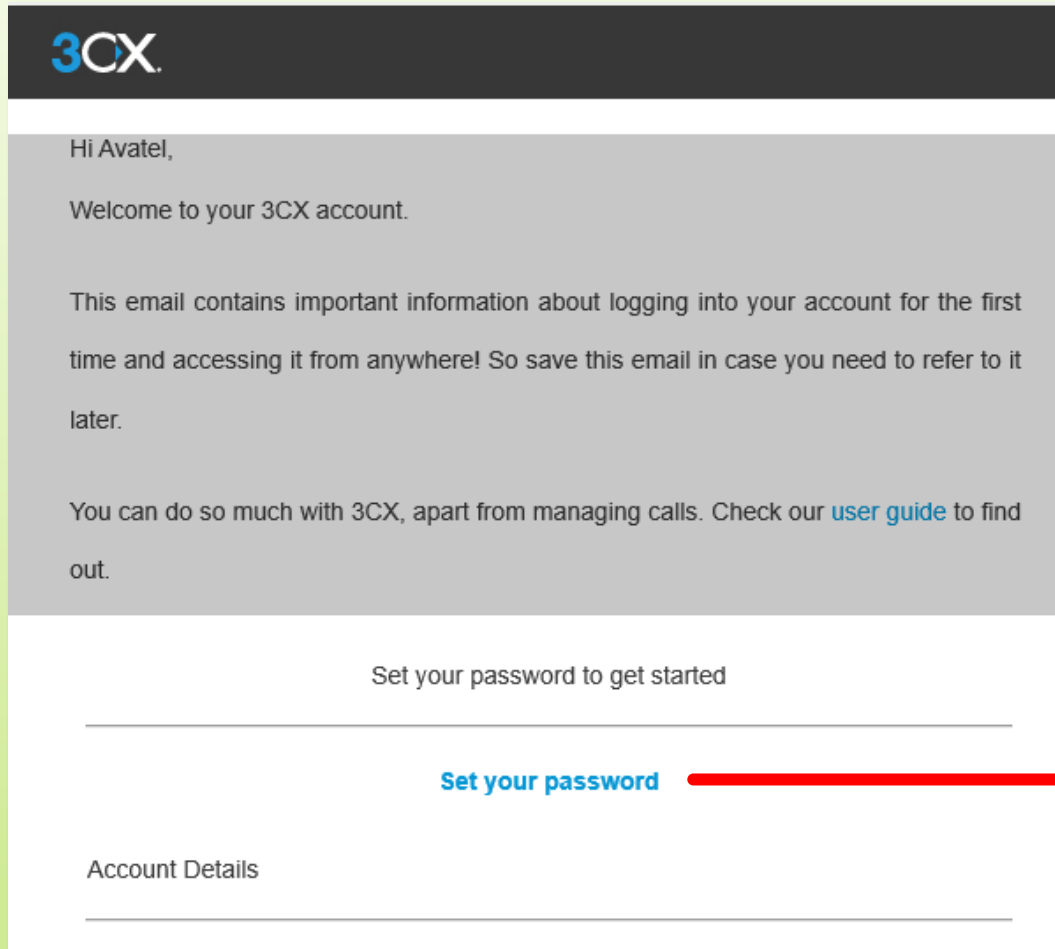 3CX.
Hi Avatel,
Welcome to your 3CX account.
This email contains important information about logging into your account for the first
time and accessing it from anywhere! So save this email in case you need to refer to it
later.
You can do so much with 3CX, apart from managing calls. Check our user guide to find
out.
Set your password to get started
Set your password
Account Details